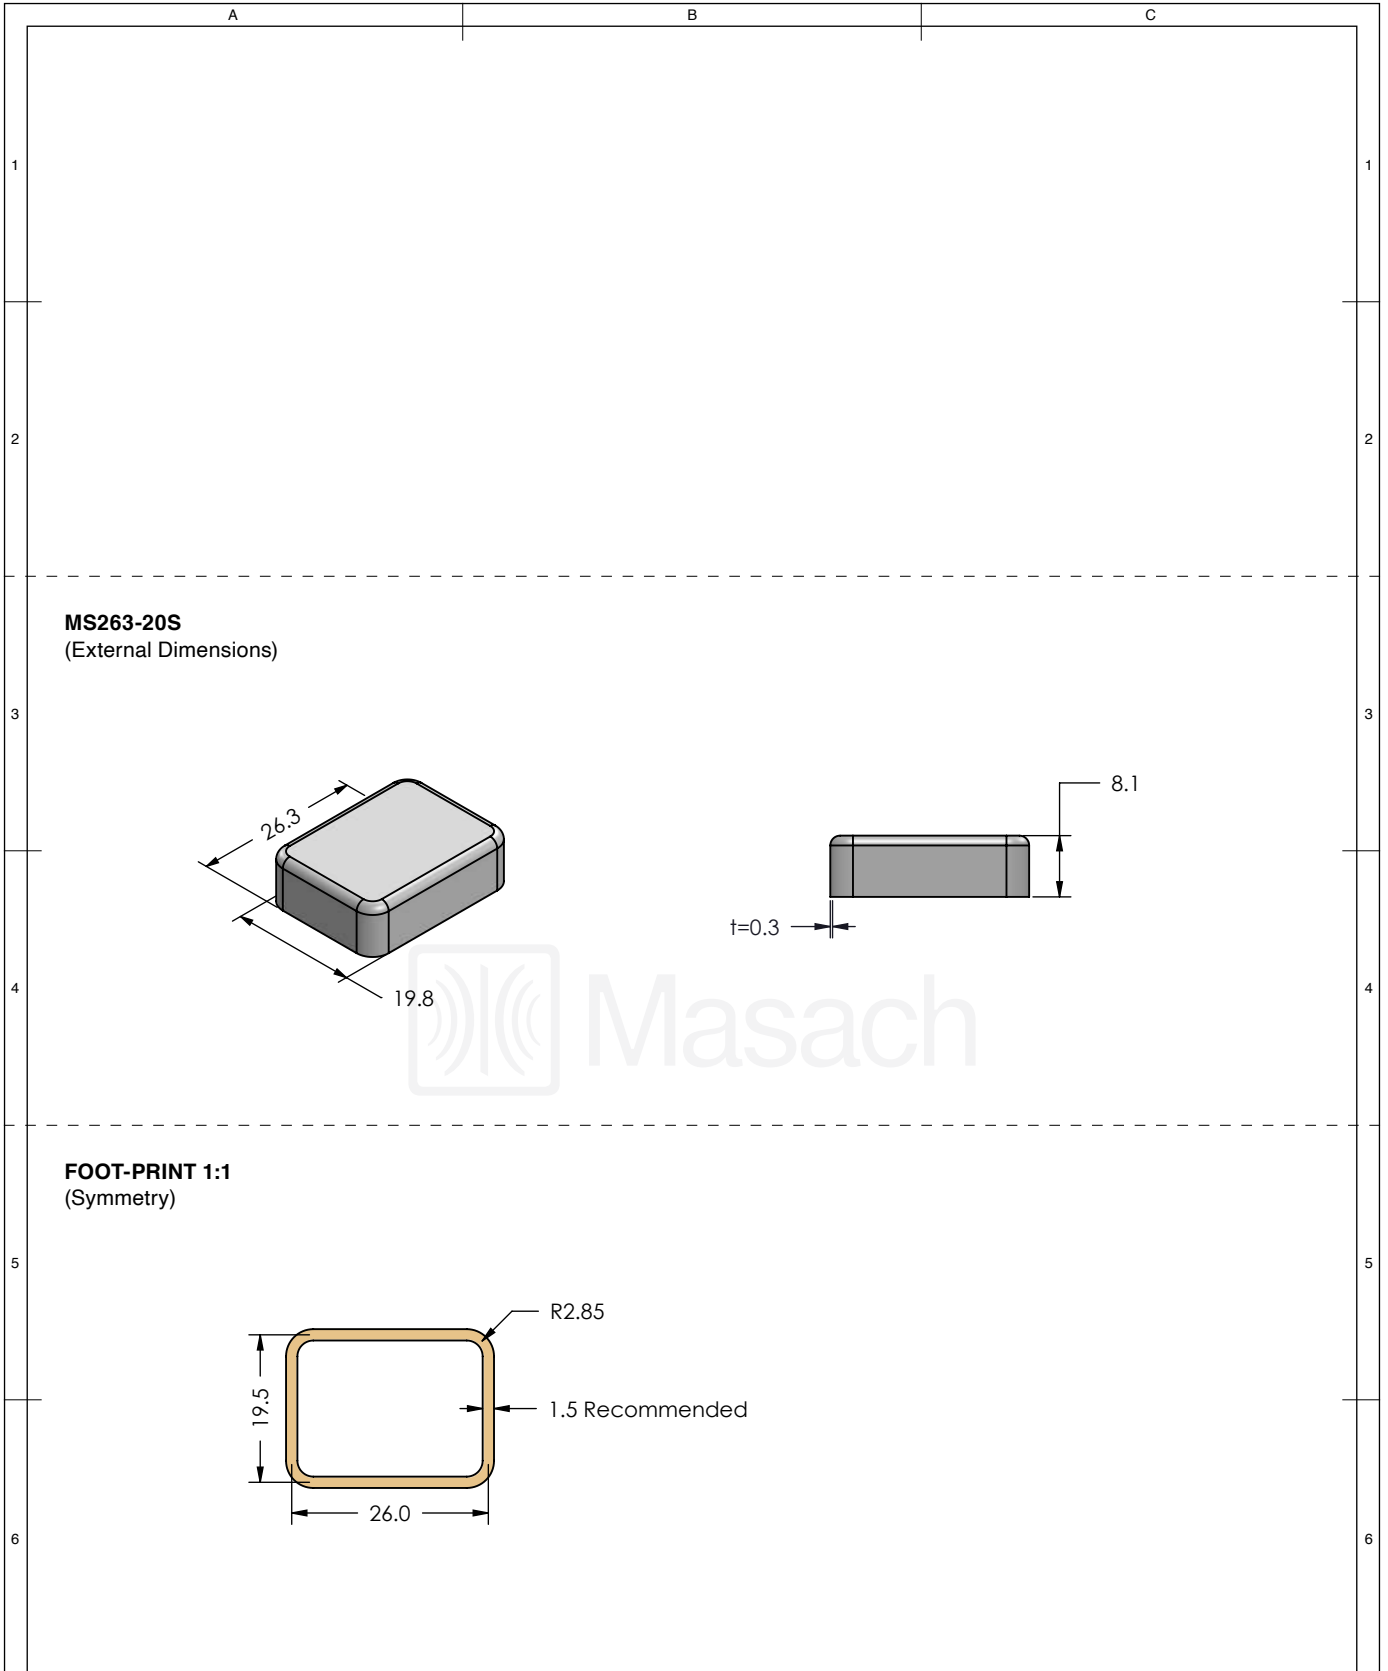 A B C
1 1
2 2
MS263-20S
(External Dimensions)
3 3
26.3
8.1
t=0.3
4 4
19.8
Masach
FOOT-PRINT 1:1
(Symmetry)
5 5
R2.85
19.5
1.5 Recommended
26.0
6 6